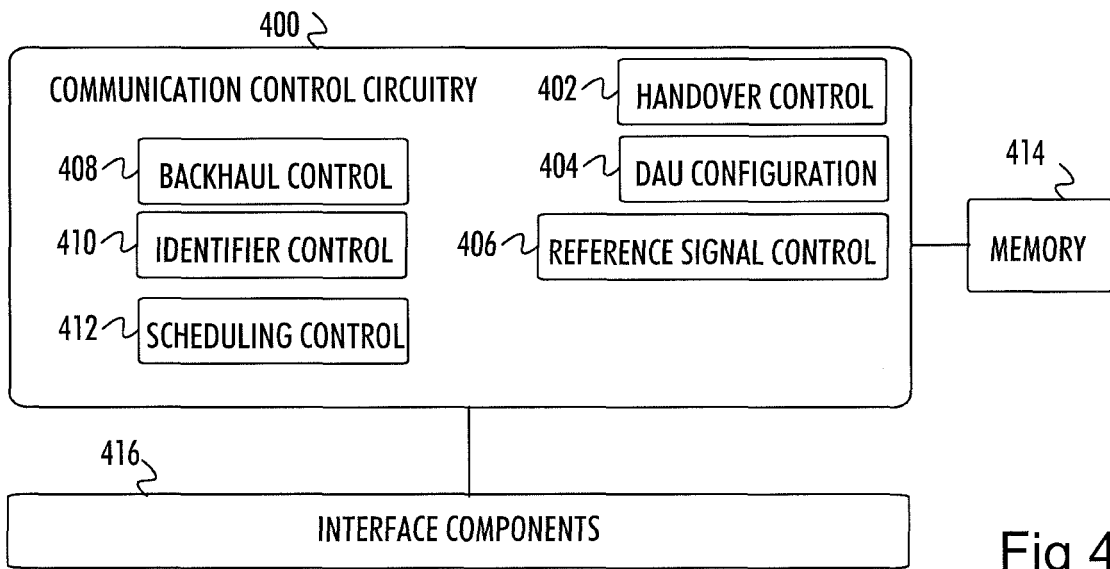 400
COMMUNICATION CONTROL CIRCUITRY
402
HANDOVER CONTROL
408
BACKHAUL CONTROL
404
DAU CONFIGURATION
414
410
IDENTIFIER CONTROL
406
REFERENCE SIGNAL CONTROL
MEMORY
412
SCHEDULING CONTROL
416
INTERFACE COMPONENTS
Fig 4